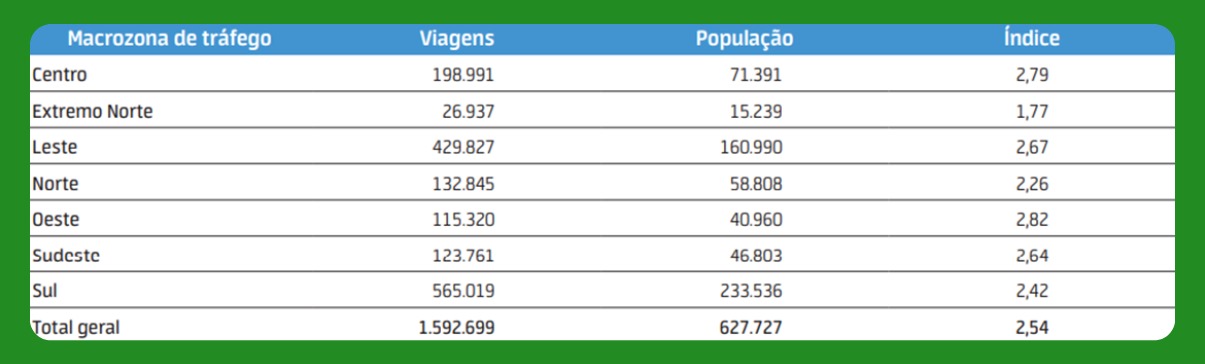 Macrozona de tráfego Viagens População Índice
Centro 198.991 71.391 2,79
Extremo Norte 26.937 15.239 1,77
Leste 429.827 160.990 2,67
Norte 132.845 58.808 2,26
Oeste 115.320 40.960 2,82
Sudeste 123.761 46.803 2,64
Sul 565.019 233.536 2,42
Total geral 1.592.699 627.727 2,54